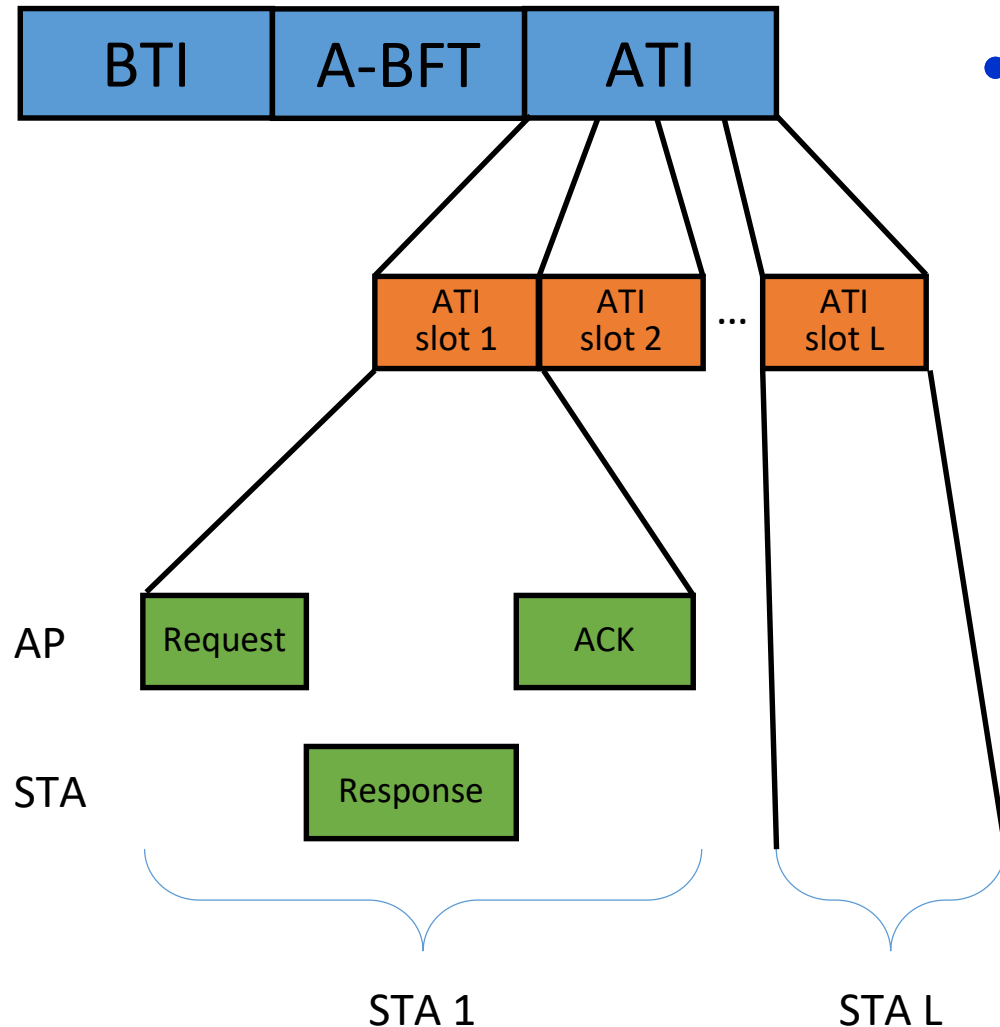 BTI A-BFT ATI
ATI ATI ATI
slot 1 slot 2 ... slot L
AP Request ACK
STA Response
STA 1 STA L